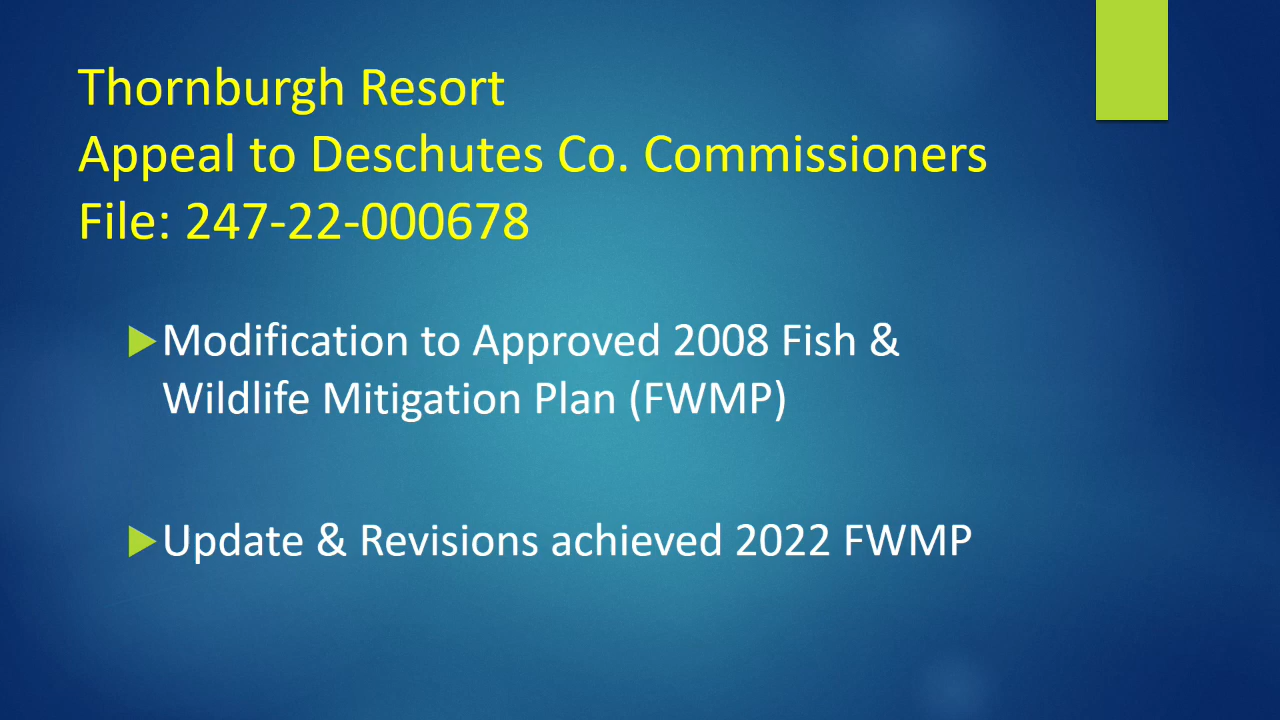 Thornburgh Resort
Appeal to Deschutes Co. Commissioners
File: 247-22-000678
Modification to Approved 2008 Fish &
Wildlife Mitigation Plan (FWMP)
Update & Revisions achieved 2022 FWMP